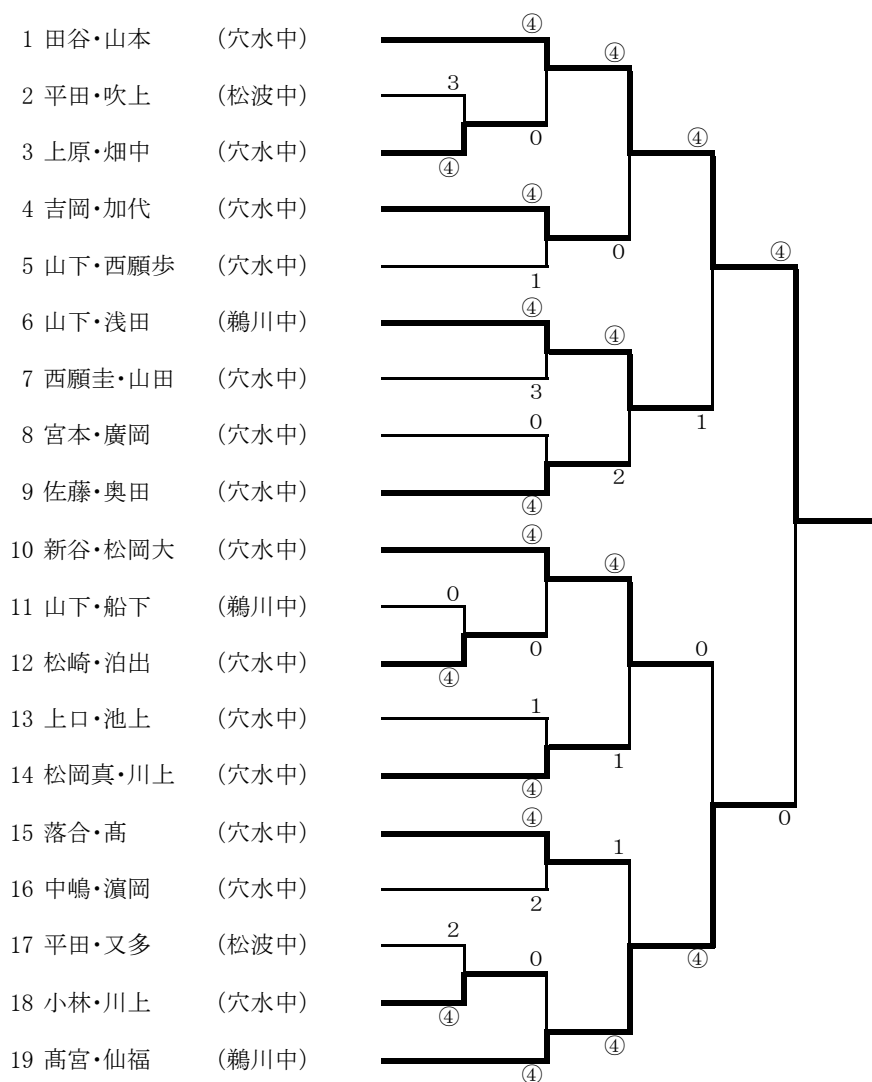 ④
1 田谷・山本 (穴水中) ④
2 平田・吹上 (松波中) 3
0 ④
3 上原・畑中 (穴水中) ④
4 吉岡・加代 (穴水中) ④
0 ④
5 山下・西願歩 (穴水中) 1
6 山下・浅田 (鵜川中) ④ ④
7 西願圭・山田 (穴水中) 3
1
8 宮本・廣岡 (穴水中) 0
2
9 佐藤・奥田 (穴水中) ④
10 新谷・松岡大 (穴水中) ④ ④
11 山下・船下 (鵜川中) 0
0 0
12 松崎・泊出 (穴水中) ④
13 上口・池上 (穴水中) 1
1
14 松岡真・川上 (穴水中) ④
15 落合・髙 (穴水中) ④ 1 0
16 中嶋・濵岡 (穴水中) 2
17 平田・又多 (松波中) 2
0 ④
18 小林・川上 (穴水中) ④
④
19 髙宮・仙福 (鵜川中) ④